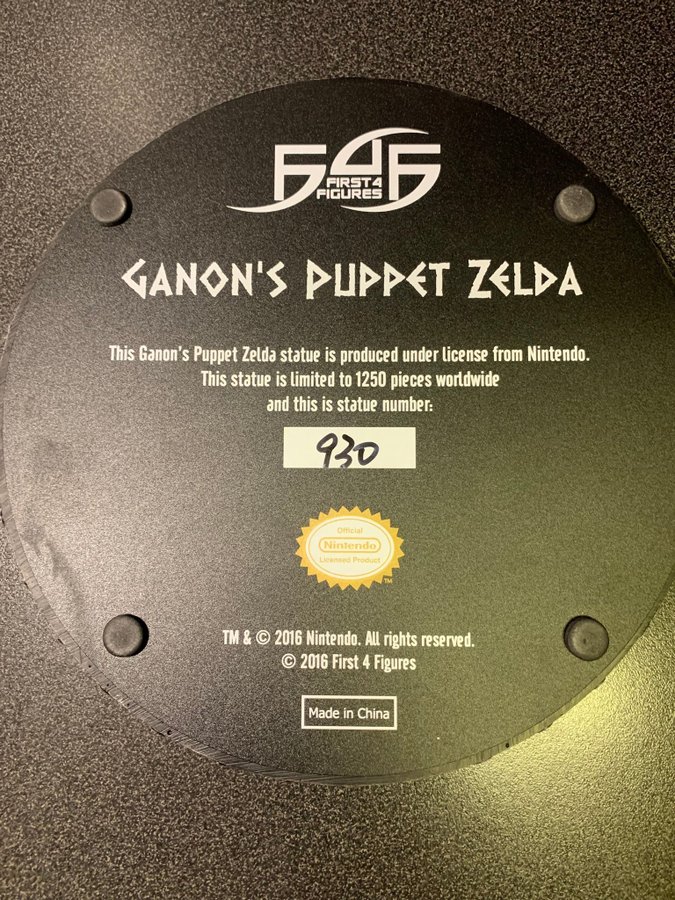 F4F
FIRST 4
FIGURES
GANON'S PUPPET ZELDA
This Ganon's Puppet Zelda statue is produced under license from Nintendo.
This statue is limited to 1250 pieces worldwide
and this is statue number:
930
Official
Nintendo
Licensed Product
TM
TM & © 2016 Nintendo. All rights reserved.
© 2016 First 4 Figures
Made in China